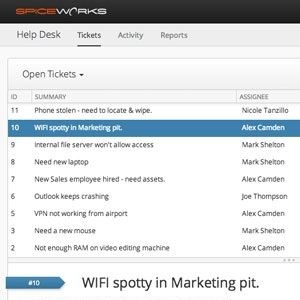 SPICEWORKS
Help Desk Tickets Activity Reports
Open Tickets
ID SUMMARY ASSIGNEE
11 Phone stolen - need to locate & wipe. Nicole Tanzillo
10 WIFI spotty in Marketing pit. Alex Camden
9 Internal file server won't allow access Mark Shelton
8 Need new laptop Mark Shelton
7 New Sales employee hired - need assets. Alex Camden
6 Outlook keeps crashing Joe Thompson
5 VPN not working from airport Alex Camden
3 Need a new mouse Mark Shelton
2 Not enough RAM on video editing machine Alex Camden
#10 WIFI spotty in Marketing pit.